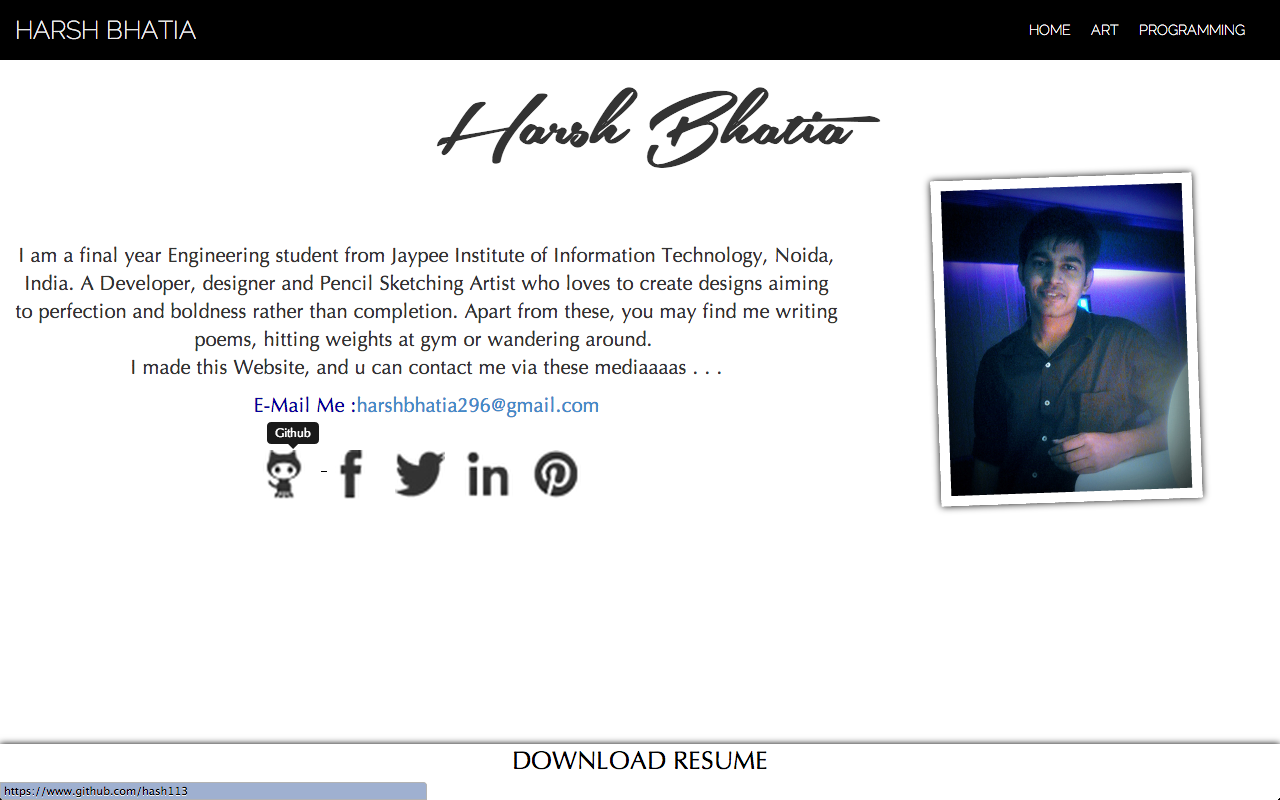 HARSH BHATIA
HOME ART PROGRAMMING
Harsh Bhatia
I am a final year Engineering student from Jaypee Institute of Information Technology, Noida,
India. A Developer, designer and Pencil Sketching Artist who loves to create designs aiming
to perfection and boldness rather than completion. Apart from these, you may find me writing
poems, hitting weights at gym or wandering around.
I made this Website, and u can contact me via these mediaaaas . . .
E-Mail Me :harshbhatia296@gmail.com
Github
DOWNLOAD RESUME
https://www.github.com/hash113